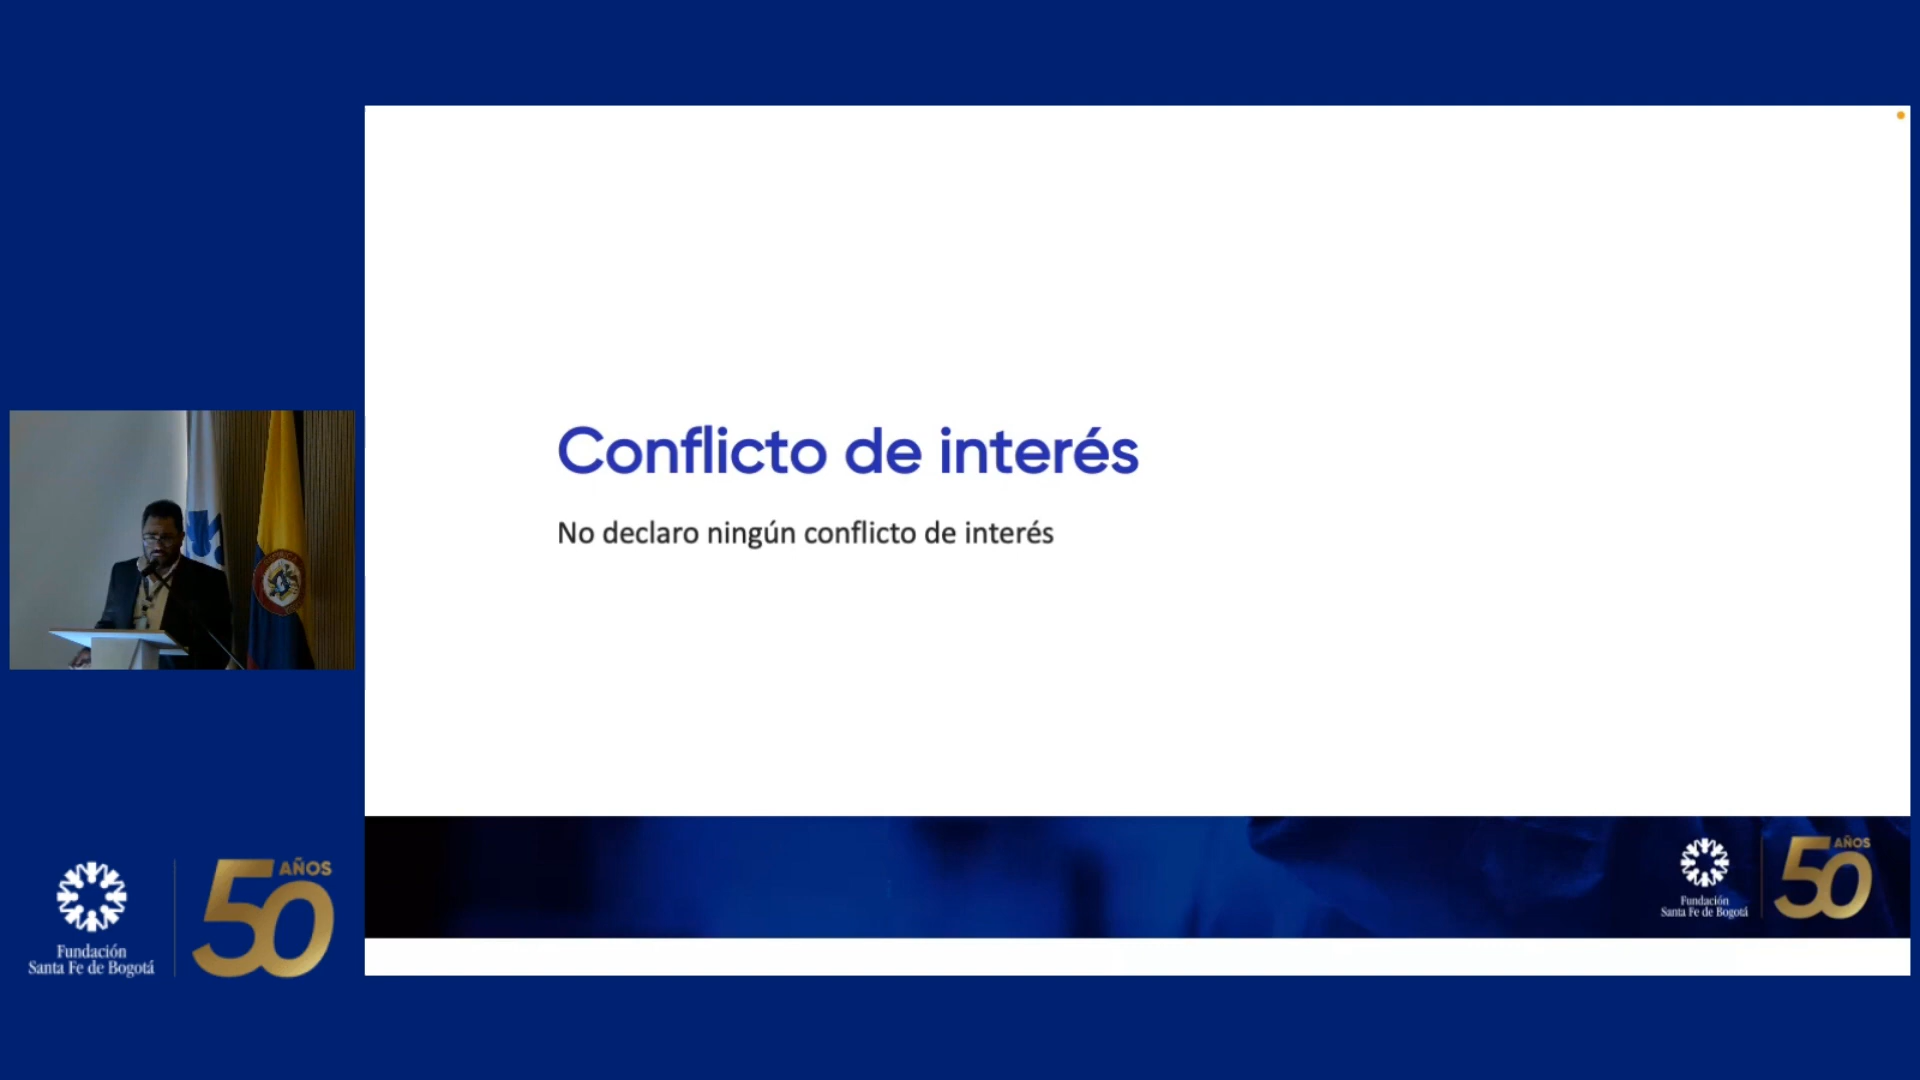 Conflicto de interés
No declaro ningún conflicto de interés
Fundación
Santa Fe de Bogotá
50 AÑOS
Fundación
Santa Fe de Bogotá
50 AÑOS